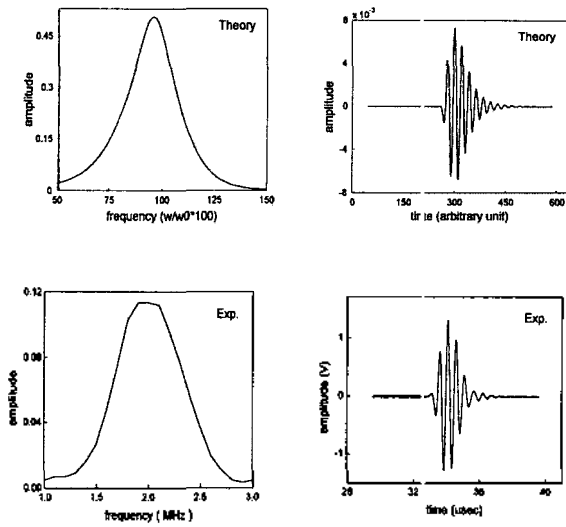 0.45
0.3
0.15
0
50
75
100
125
150
amplitude
frequency (w/w0*100)
Theory
8 x 10-3
4
0
-4
-8
0
150
300
450
600
amplitude
time (arbitrary unit)
Theory
0.12
0.08
0.04
0.00
1.0
1.5
2.0
2.5
3.0
amplitude
frequency ( MHz )
Exp.
1
0
-1
28
32
36
40
amplitude (V)
time (usec)
Exp.